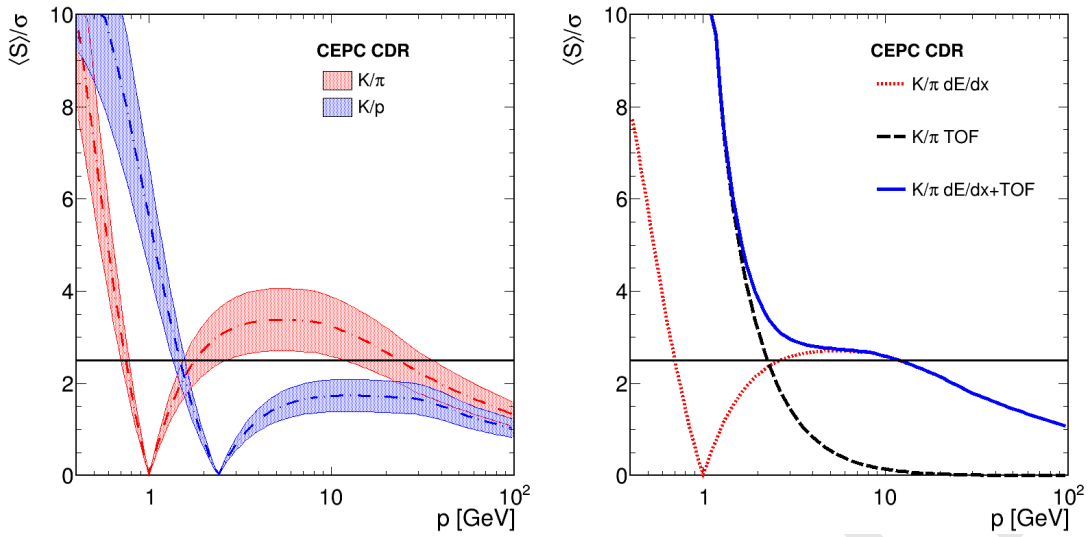 ⟨S⟩/σ
10
8
6
4
2
0
CEPC CDR
K/π
K/p
1
10
10²
p [GeV]
⟨S⟩/σ
10
8
6
4
2
0
CEPC CDR
K/π dE/dx
K/π TOF
K/π dE/dx+TOF
1
10
10²
p [GeV]